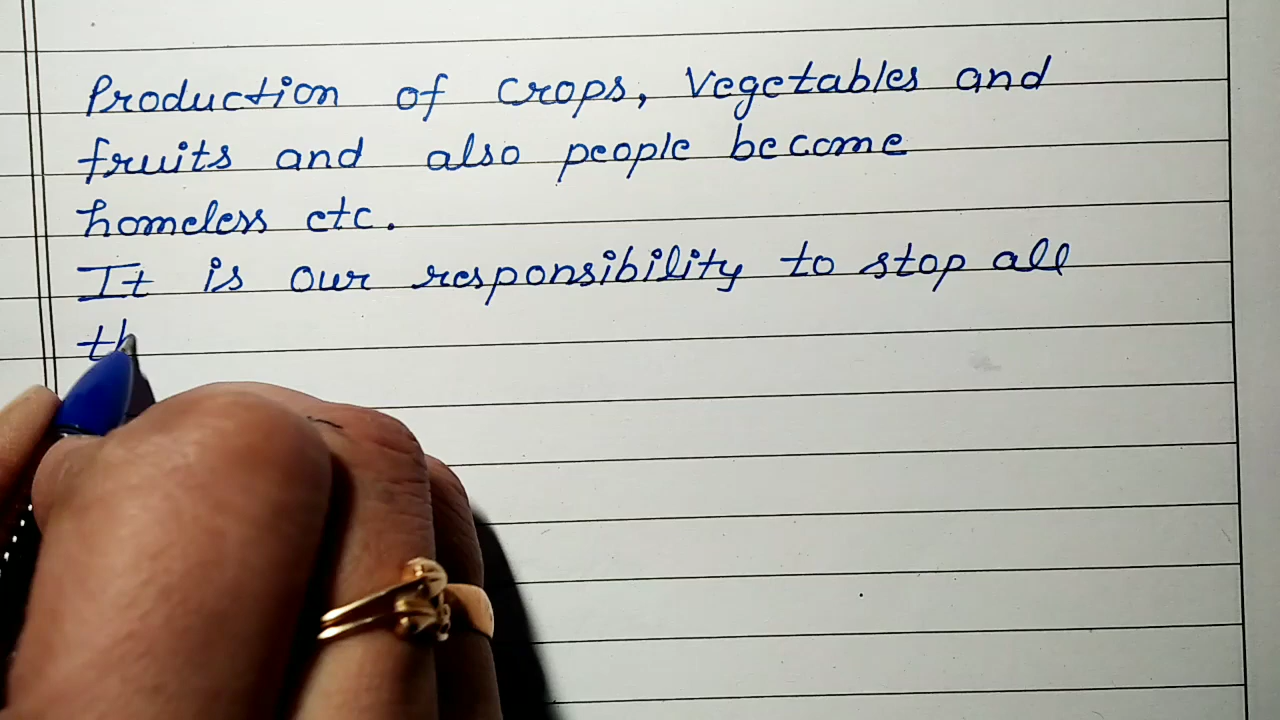 Production of crops, Vegetables and
fruits and also people become
homeless etc.
It is our responsibility to stop all
th